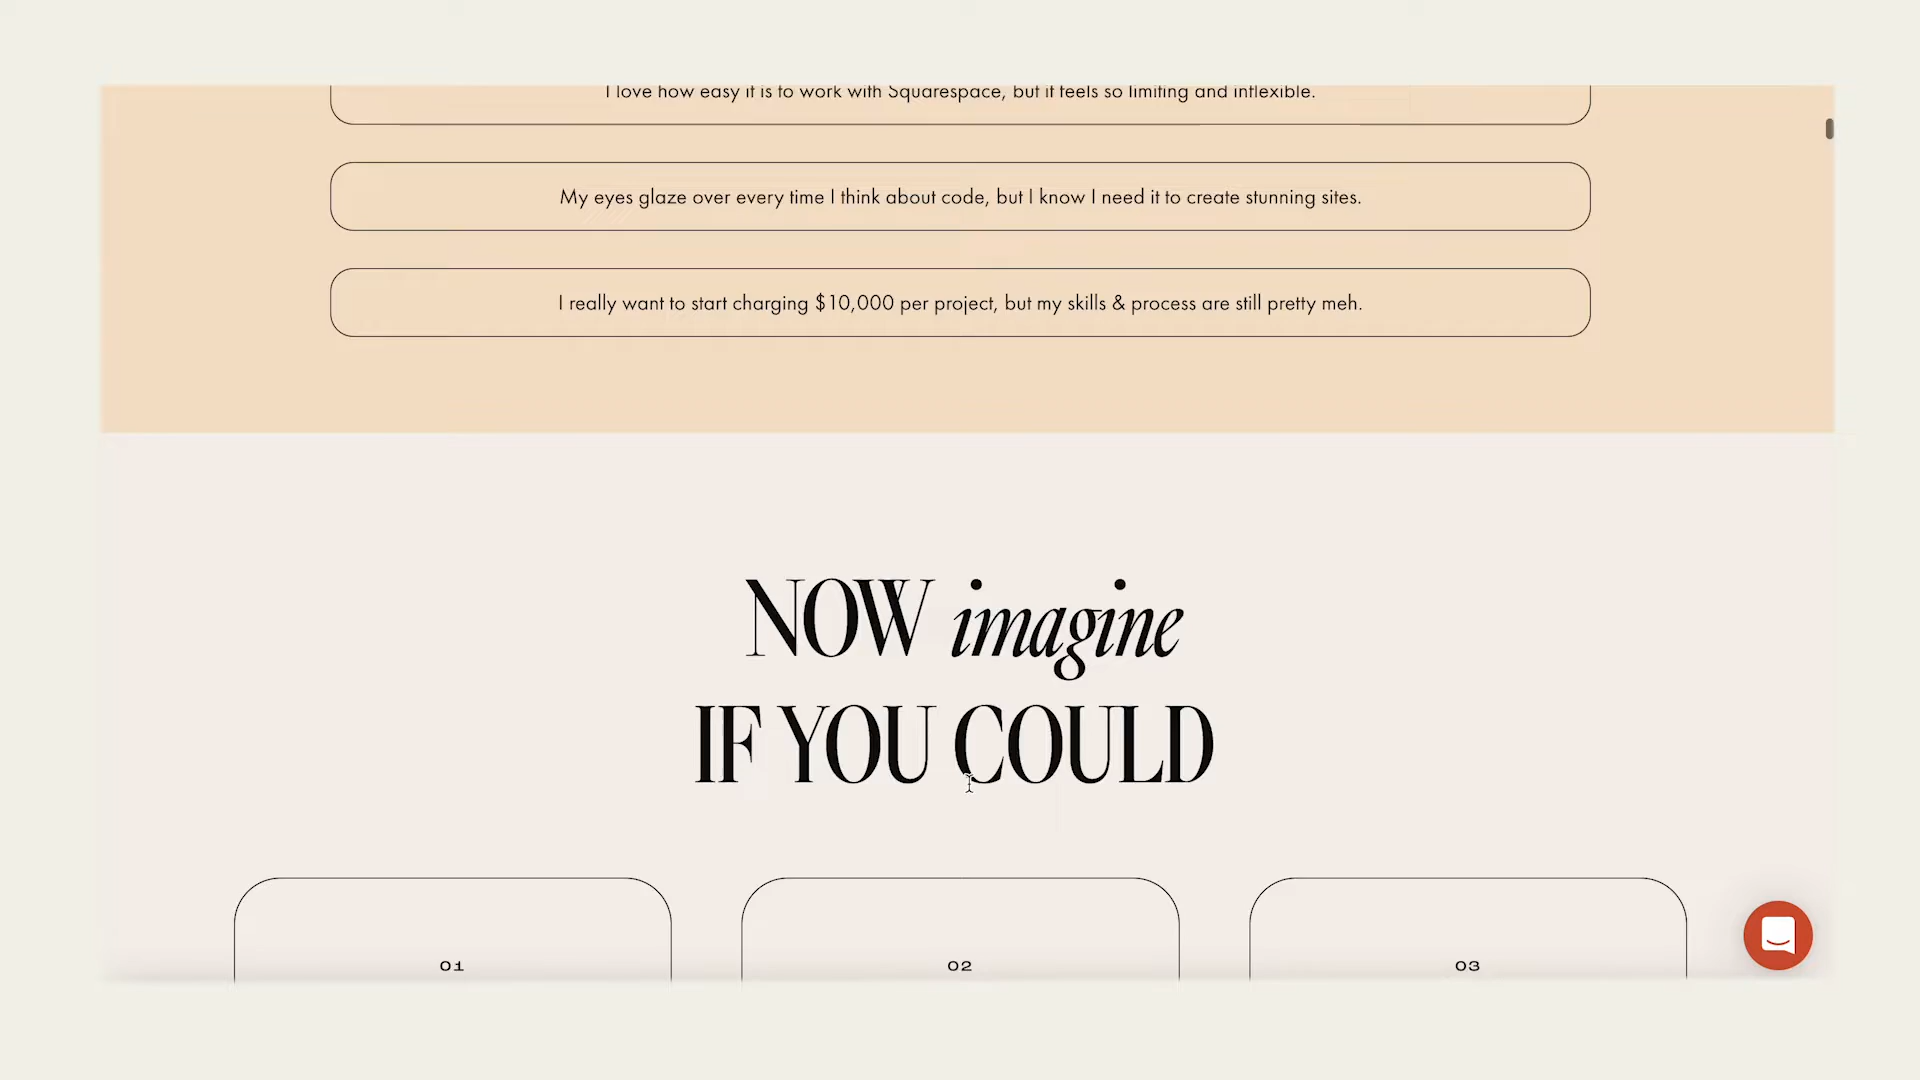 I love how easy it is to work with Squarespace, but it feels so limiting and inflexible.
My eyes glaze over every time I think about code, but I know I need it to create stunning sites.
I really want to start charging $10,000 per project, but my skills & process are still pretty meh.
NOW imagine
IF YOU COULD
01
02
03